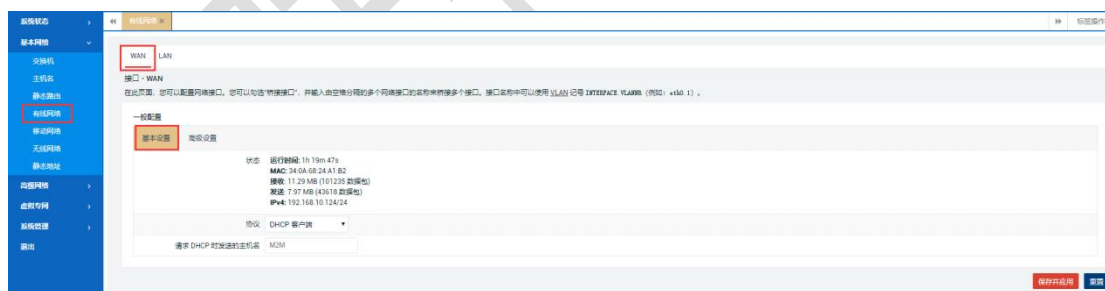 系统状态
基本网络
交换机
主机名
静态路由
有线网络
移动网络
无线网络
静态地址
高级网络
虚拟专网
系统管理
退出
有线网络
标签操作
WAN LAN
接口 - WAN
在此页面，您可以配置网络接口。您可以勾选"桥接接口"，并输入由空格分隔的多个网络接口的名称来桥接多个接口。接口名称中可以使用 VLAN 记号 INTERFACE.VLANNR（例如：eth0.1）。
一般配置
基本设置 高级设置
状态 运行时间: 1h 19m 47s
MAC: 34:0A:68:24:A1:B2
接收: 11.29 MB (101235 数据包)
发送: 7.97 MB (43618 数据包)
IPv4: 192.168.10.124/24
协议 DHCP 客户端
请求 DHCP 时发送的主机名 M2M
保存并应用 重置